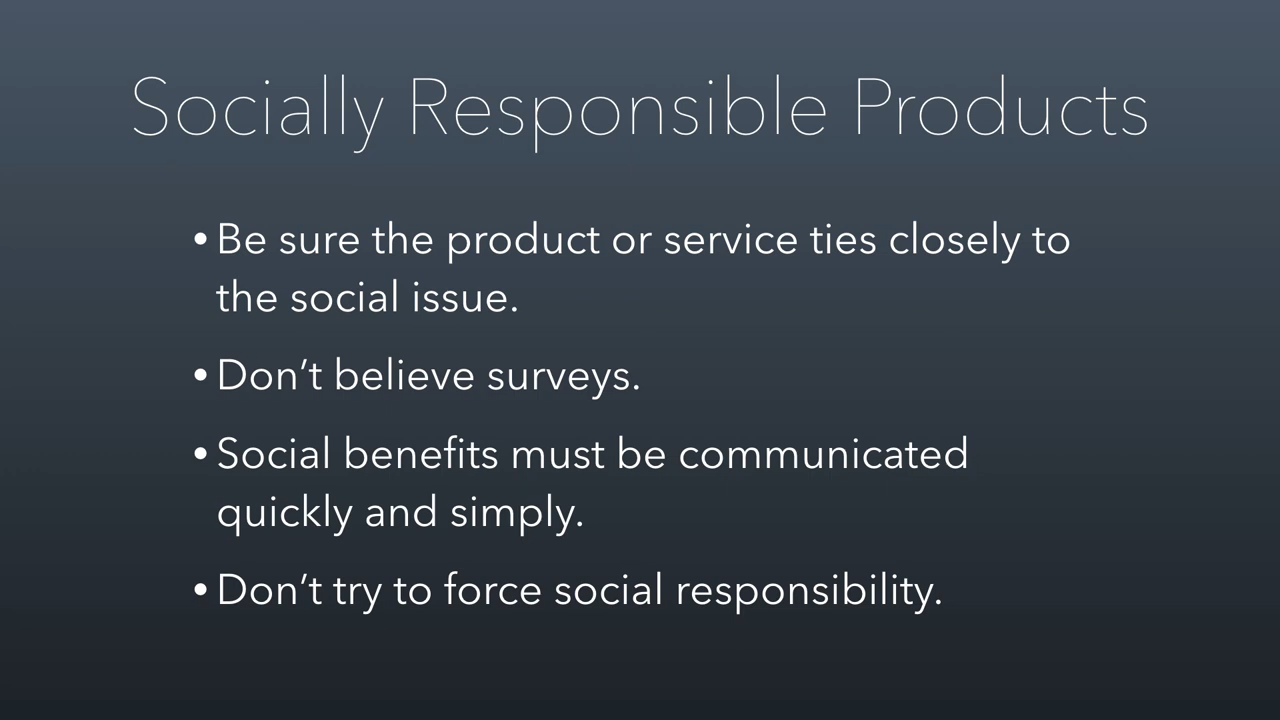 Socially Responsible Products
• Be sure the product or service ties closely to
the social issue.
• Don’t believe surveys.
• Social benefits must be communicated
quickly and simply.
• Don’t try to force social responsibility.